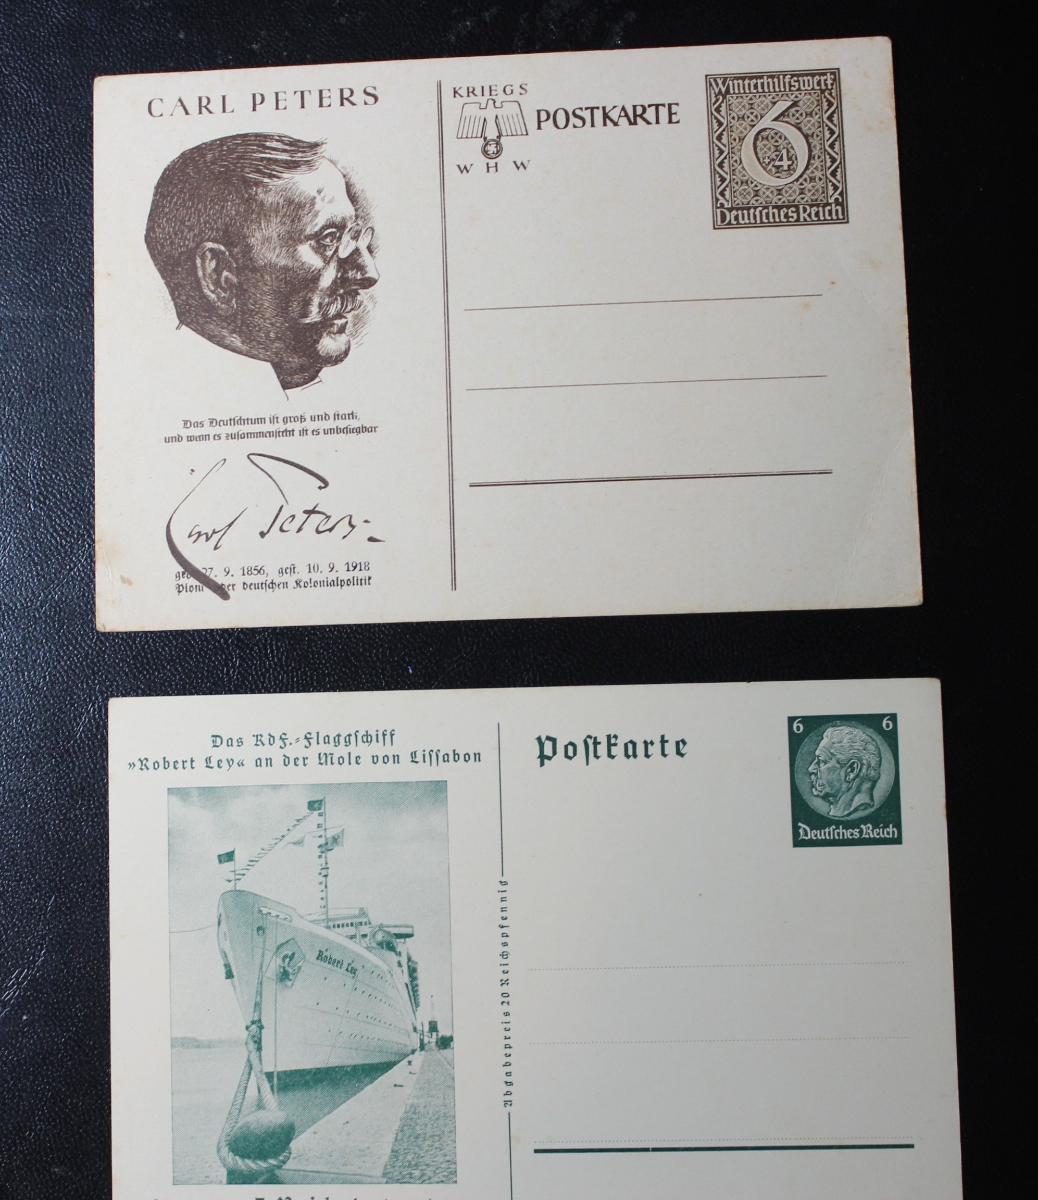 CARL PETERS
Das Deutschtum ist groß und stark,
und wenn es zusammensteht ist es unbesiegbar
Carl Peters
27. 9. 1856, gest. 10. 9. 1918
der deutschen Kolonialpolitik
KRIEGS
WHW
POSTKARTE
Winterhilfswerk
6
+4
Deutsches Reich
Das KdF.-Flaggschiff
»Robert Ley« an der Mole von Lissabon
Robert Ley
Abgabepreis 20 Reichspfennig
Postkarte
6 6
Deutsches Reich